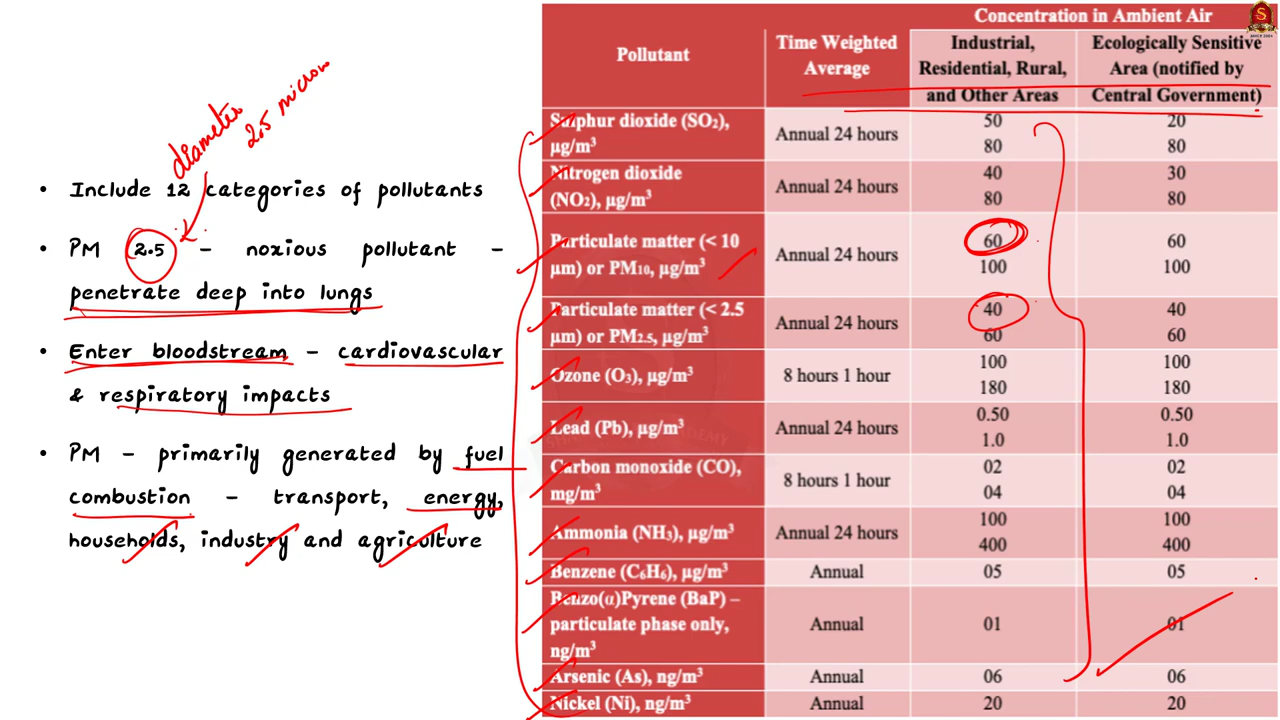 diameter
2.5 micron
• Include 12 categories of pollutants
• PM 2.5 – noxious pollutant –
penetrate deep into lungs
• Enter bloodstream – cardiovascular
& respiratory impacts
• PM – primarily generated by fuel
combustion – transport, energy,
households, industry and agriculture
Concentration in Ambient Air
Pollutant
Time Weighted
Average
Industrial,
Residential, Rural,
and Other Areas
Ecologically Sensitive
Area (notified by
Central Government)
Sulphur dioxide (SO₂),
µg/m³
Annual 24 hours
50
80
20
80
Nitrogen dioxide
(NO₂), µg/m³
Annual 24 hours
40
80
30
80
Particulate matter (< 10
µm) or PM₁₀, µg/m³
Annual 24 hours
60
100
60
100
Particulate matter (< 2.5
µm) or PM₂.₅, µg/m³
Annual 24 hours
40
60
40
60
Ozone (O₃), µg/m³
8 hours 1 hour
100
180
100
180
Lead (Pb), µg/m³
Annual 24 hours
0.50
1.0
0.50
1.0
Carbon monoxide (CO),
mg/m³
8 hours 1 hour
02
04
02
04
Ammonia (NH₃), µg/m³
Annual 24 hours
100
400
100
400
Benzene (C₆H₆), µg/m³
Annual
05
05
Benzo(α)Pyrene (BaP) –
particulate phase only,
ng/m³
Annual
01
01
Arsenic (As), ng/m³
Annual
06
06
Nickel (Ni), ng/m³
Annual
20
20